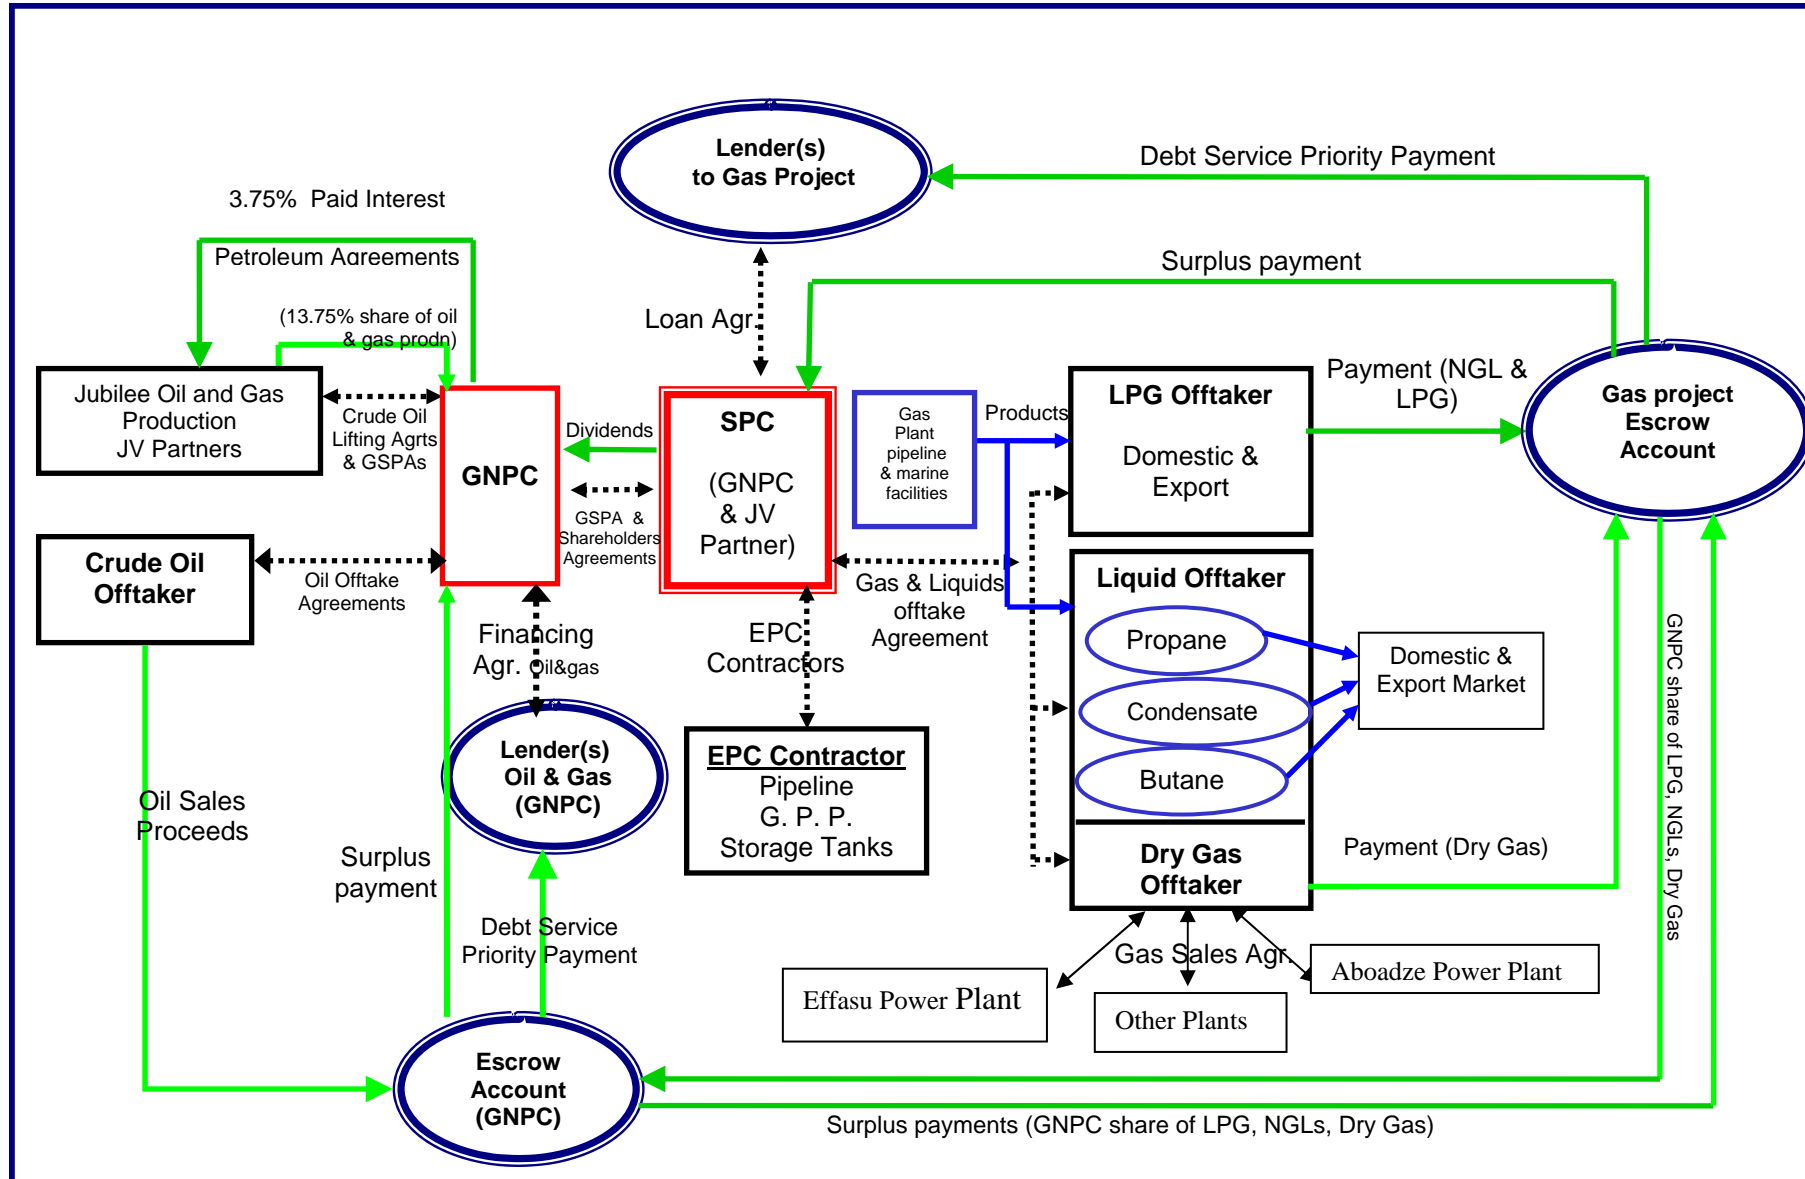 Lender(s)
to Gas Project
Debt Service Priority Payment
3.75%  Paid Interest
Petroleum Agreements
Surplus payment
(13.75% share of oil
& gas prodn)
Loan Agr.
Jubilee Oil and Gas
Production
JV Partners
Crude Oil
Lifting Agrts
& GSPAs
GNPC
Dividends
GSPA  &
Shareholders
Agreements
SPC
(GNPC
& JV
Partner)
Gas
Plant
pipeline
& marine
facilities
Products
LPG Offtaker
Domestic &
Export
Payment (NGL &
LPG)
Gas project
Escrow
Account
Crude Oil
Offtaker
Oil Offtake
Agreements
Financing
Agr. Oil&gas
EPC
Contractors
Gas & Liquids
offtake
Agreement
Liquid Offtaker
Propane
Condensate
Butane
Domestic &
Export Market
GNPC share of LPG, NGLs, Dry Gas
Lender(s)
Oil & Gas
(GNPC)
EPC Contractor
Pipeline
G. P. P.
Storage Tanks
Oil Sales
Proceeds
Surplus
payment
Dry Gas
Offtaker
Payment (Dry Gas)
Debt Service
Priority Payment
Gas Sales Agr.
Effasu Power Plant
Other Plants
Aboadze Power Plant
Escrow
Account
(GNPC)
Surplus payments (GNPC share of LPG, NGLs, Dry Gas)